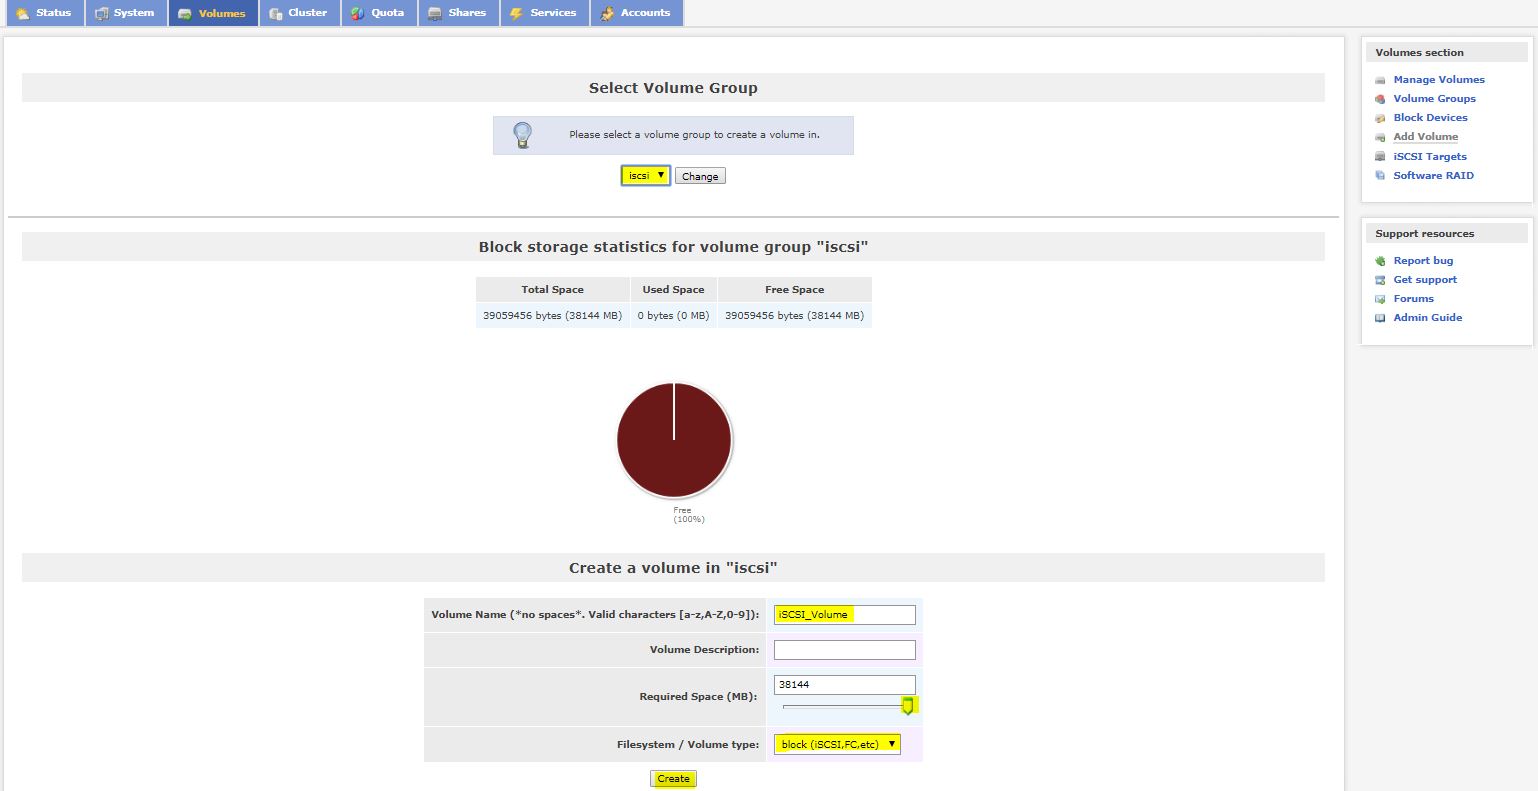 Status System Volumes Cluster Quota Shares Services Accounts
Select Volume Group
Please select a volume group to create a volume in.
iscsi Change
Block storage statistics for volume group "iscsi"
Total Space Used Space Free Space
39059456 bytes (38144 MB) 0 bytes (0 MB) 39059456 bytes (38144 MB)
Free
(100%)
Create a volume in "iscsi"
Volume Name (*no spaces*. Valid characters [a-z,A-Z,0-9]): iSCSI_Volume
Volume Description:
Required Space (MB): 38144
Filesystem / Volume type: block (iSCSI,FC,etc)
Create
Volumes section
Manage Volumes
Volume Groups
Block Devices
Add Volume
iSCSI Targets
Software RAID
Support resources
Report bug
Get support
Forums
Admin Guide